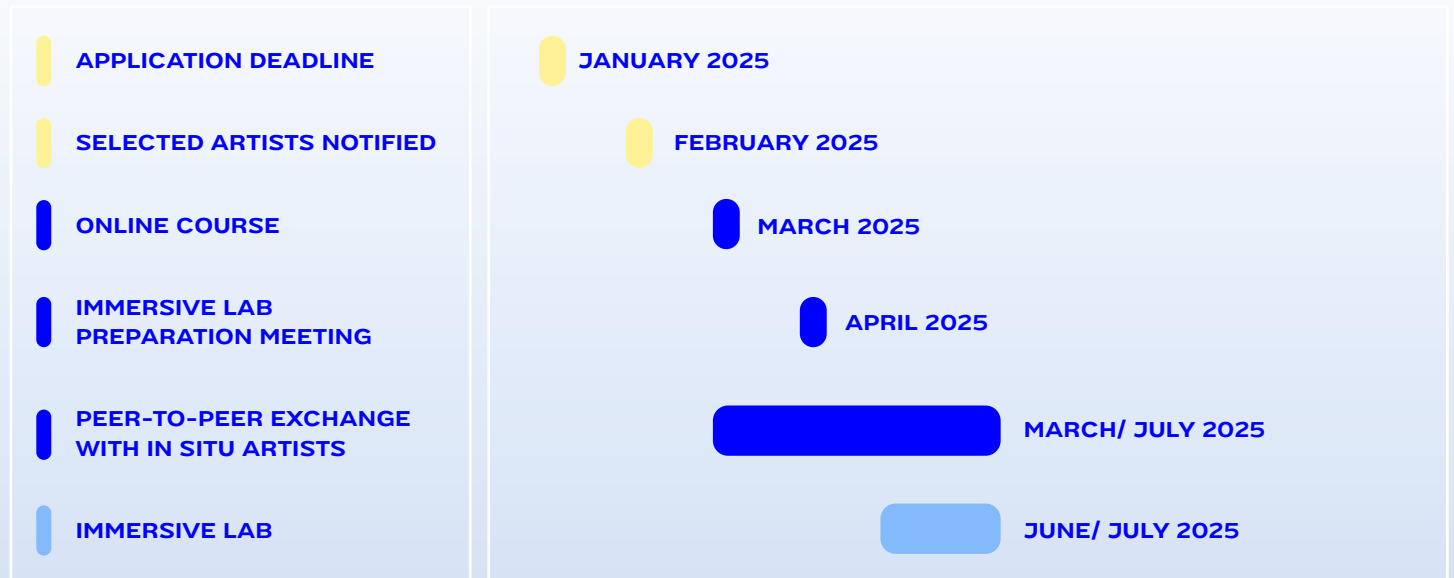 APPLICATION DEADLINE
JANUARY 2025
SELECTED ARTISTS NOTIFIED
FEBRUARY 2025
ONLINE COURSE
MARCH 2025
IMMERSIVE LAB
PREPARATION MEETING
APRIL 2025
PEER-TO-PEER EXCHANGE
WITH IN SITU ARTISTS
MARCH/ JULY 2025
IMMERSIVE LAB
JUNE/ JULY 2025